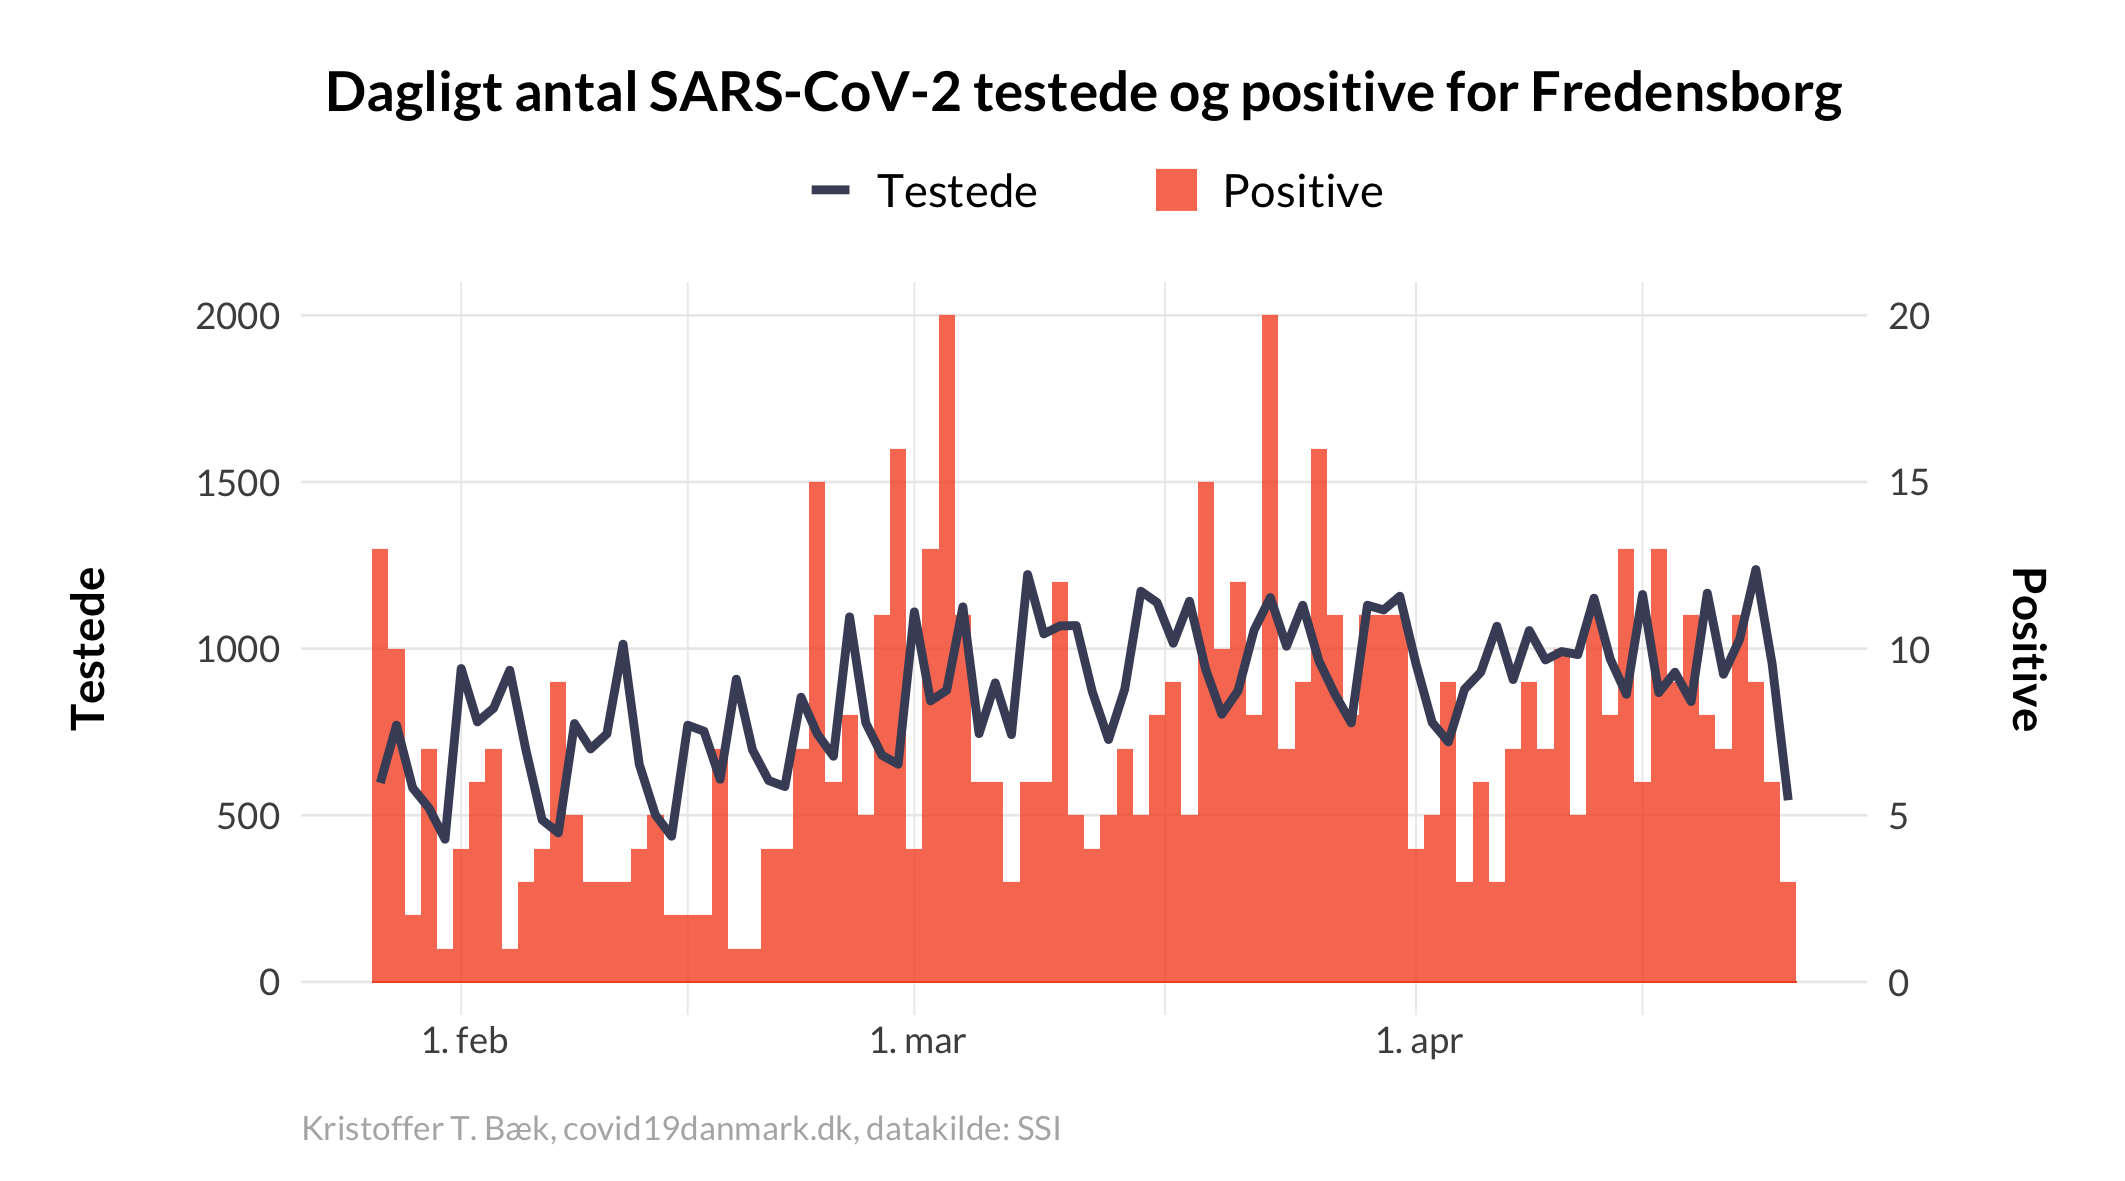 Dagligt antal SARS-CoV-2 testede og positive for Fredensborg
Testede Positive
2000 20
1500 15
1000 10
500 5
0 0
Testede
Positive
1. feb 1. mar 1. apr
Kristoffer T. Bæk, covid19danmark.dk, datakilde: SSI